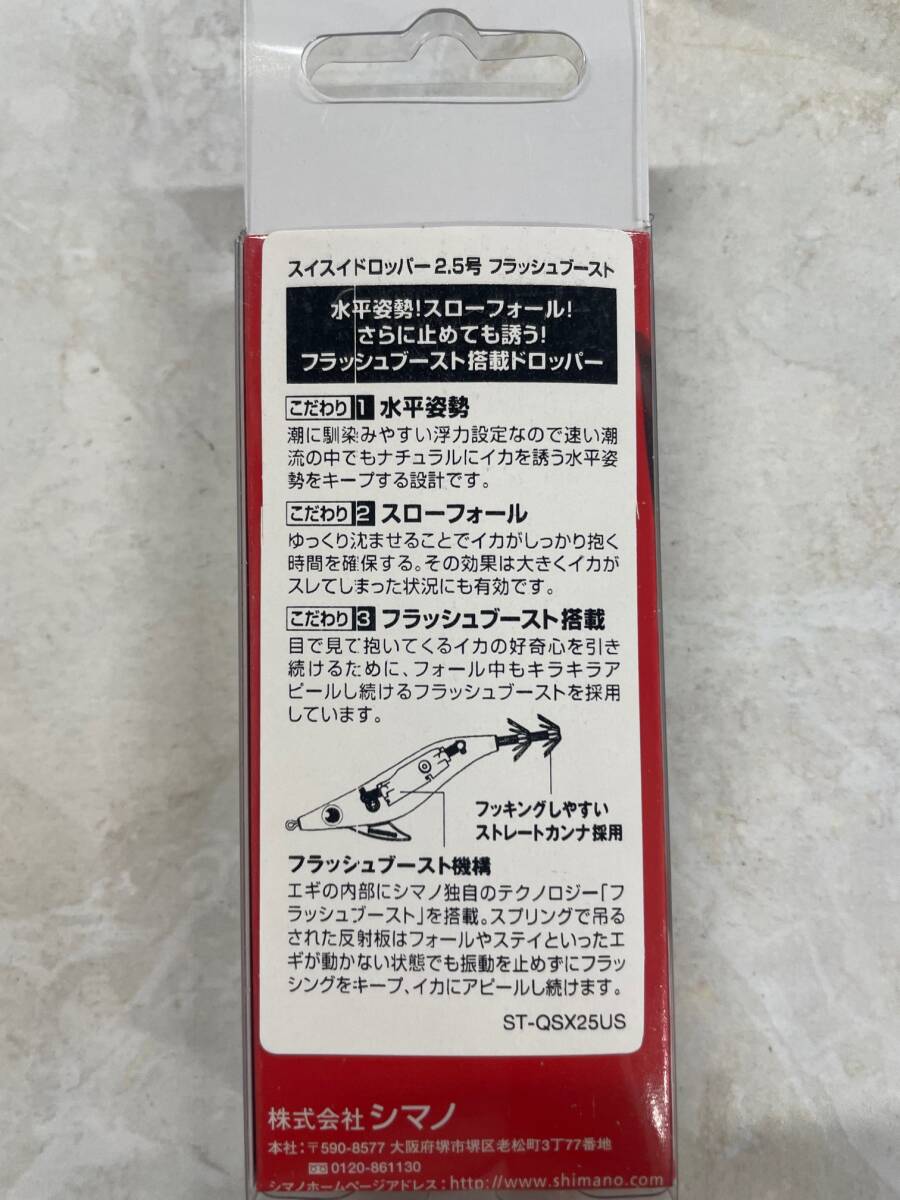 スイスイドロッパー2.5号 フラッシュブースト
水平姿勢!スローフォール!
さらに止めても誘う!
フラッシュブースト搭載ドロッパー
こだわり1 水平姿勢
潮に馴染みやすい浮力設定なので速い潮
流の中でもナチュラルにイカを誘う水平姿
勢をキープする設計です。
こだわり2 スローフォール
ゆっくり沈ませることでイカがしっかり抱く
時間を確保する。その効果は大きくイカが
スレてしまった状況にも有効です。
こだわり3 フラッシュブースト搭載
目で見て抱いてくるイカの好奇心を引き
続けるために、フォール中もキラキラア
ピールし続けるフラッシュブーストを採用
しています。
フッキングしやすい
ストレートカンナ採用
フラッシュブースト機構
エギの内部にシマノ独自のテクノロジー「フ
ラッシュブースト」を搭載。スプリングで吊る
された反射板はフォールやステイといったエ
ギが動かない状態でも振動を止めずにフラッ
シングをキープ、イカにアピールし続けます。
ST-QSX25US
株式会社 シマノ
本社:〒590-8577 大阪府堺市堺区老松町3丁77番地
0120-861130
シマノホームページアドレス:http://www.shimano.com